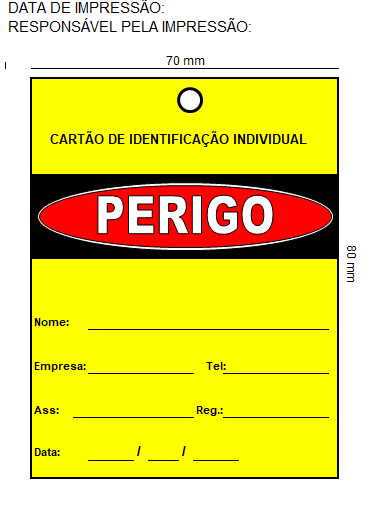 DATA DE IMPRESSÃO:
RESPONSÁVEL PELA IMPRESSÃO:
70 mm
CARTÃO DE IDENTIFICAÇÃO INDIVIDUAL
PERIGO
80 mm
Nome:
Empresa: Tel:
Ass: Reg.:
Data: / /